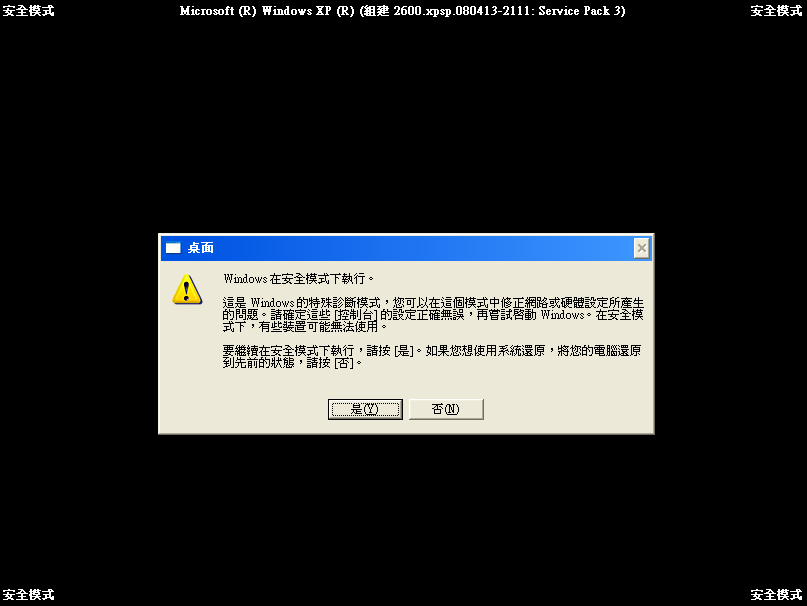 安全模式
Microsoft (R) Windows XP (R) (組建 2600.xpsp.080413-2111: Service Pack 3)
安全模式
桌面
Windows 在安全模式下執行。
這是 Windows 的特殊診斷模式，您可以在這個模式中修正網路或硬體設定所產生
的問題。請確定這些 [控制台] 的設定正確無誤，再嘗試啟動 Windows。在安全模
式下，有些裝置可能無法使用。
要繼續在安全模式下執行，請按 [是]。如果您想使用系統還原，將您的電腦還原
到先前的狀態，請按 [否]。
是(Y)
否(N)
安全模式
安全模式